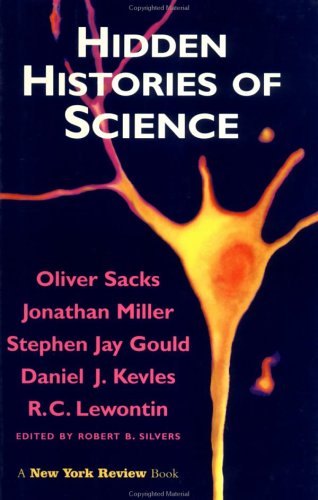 HIDDEN
HISTORIES OF
SCIENCE
Oliver Sacks
Jonathan Miller
Stephen Jay Gould
Daniel J. Kevles
R.C. Lewontin
EDITED BY ROBERT B. SILVERS
A New York Review Book